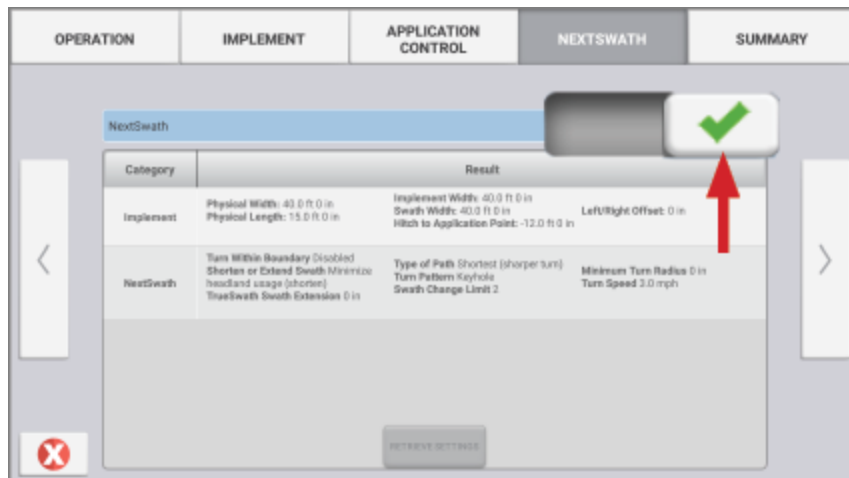 OPERATION
IMPLEMENT
APPLICATION
CONTROL
NEXTSWATH
SUMMARY
NextSwath
Category
Result
Implement
Physical Width: 40.0 ft 0 in
Physical Length: 15.0 ft 0 in
Implement Width: 40.0 ft 0 in
Swath Width: 40.0 ft 0 in
Hitch to Application Point: -12.0 ft 0 in
Left/Right Offset: 0 in
NextSwath
Turn Within Boundary Disabled
Shorten or Extend Swath Minimize
headland usage (shorten)
TrueSwath Swath Extension 0 in
Type of Path Shortest (sharper turn)
Turn Pattern Keyhole
Swath Change Limit 2
Minimum Turn Radius 0 in
Turn Speed 3.0 mph
RETRIEVE SETTINGS